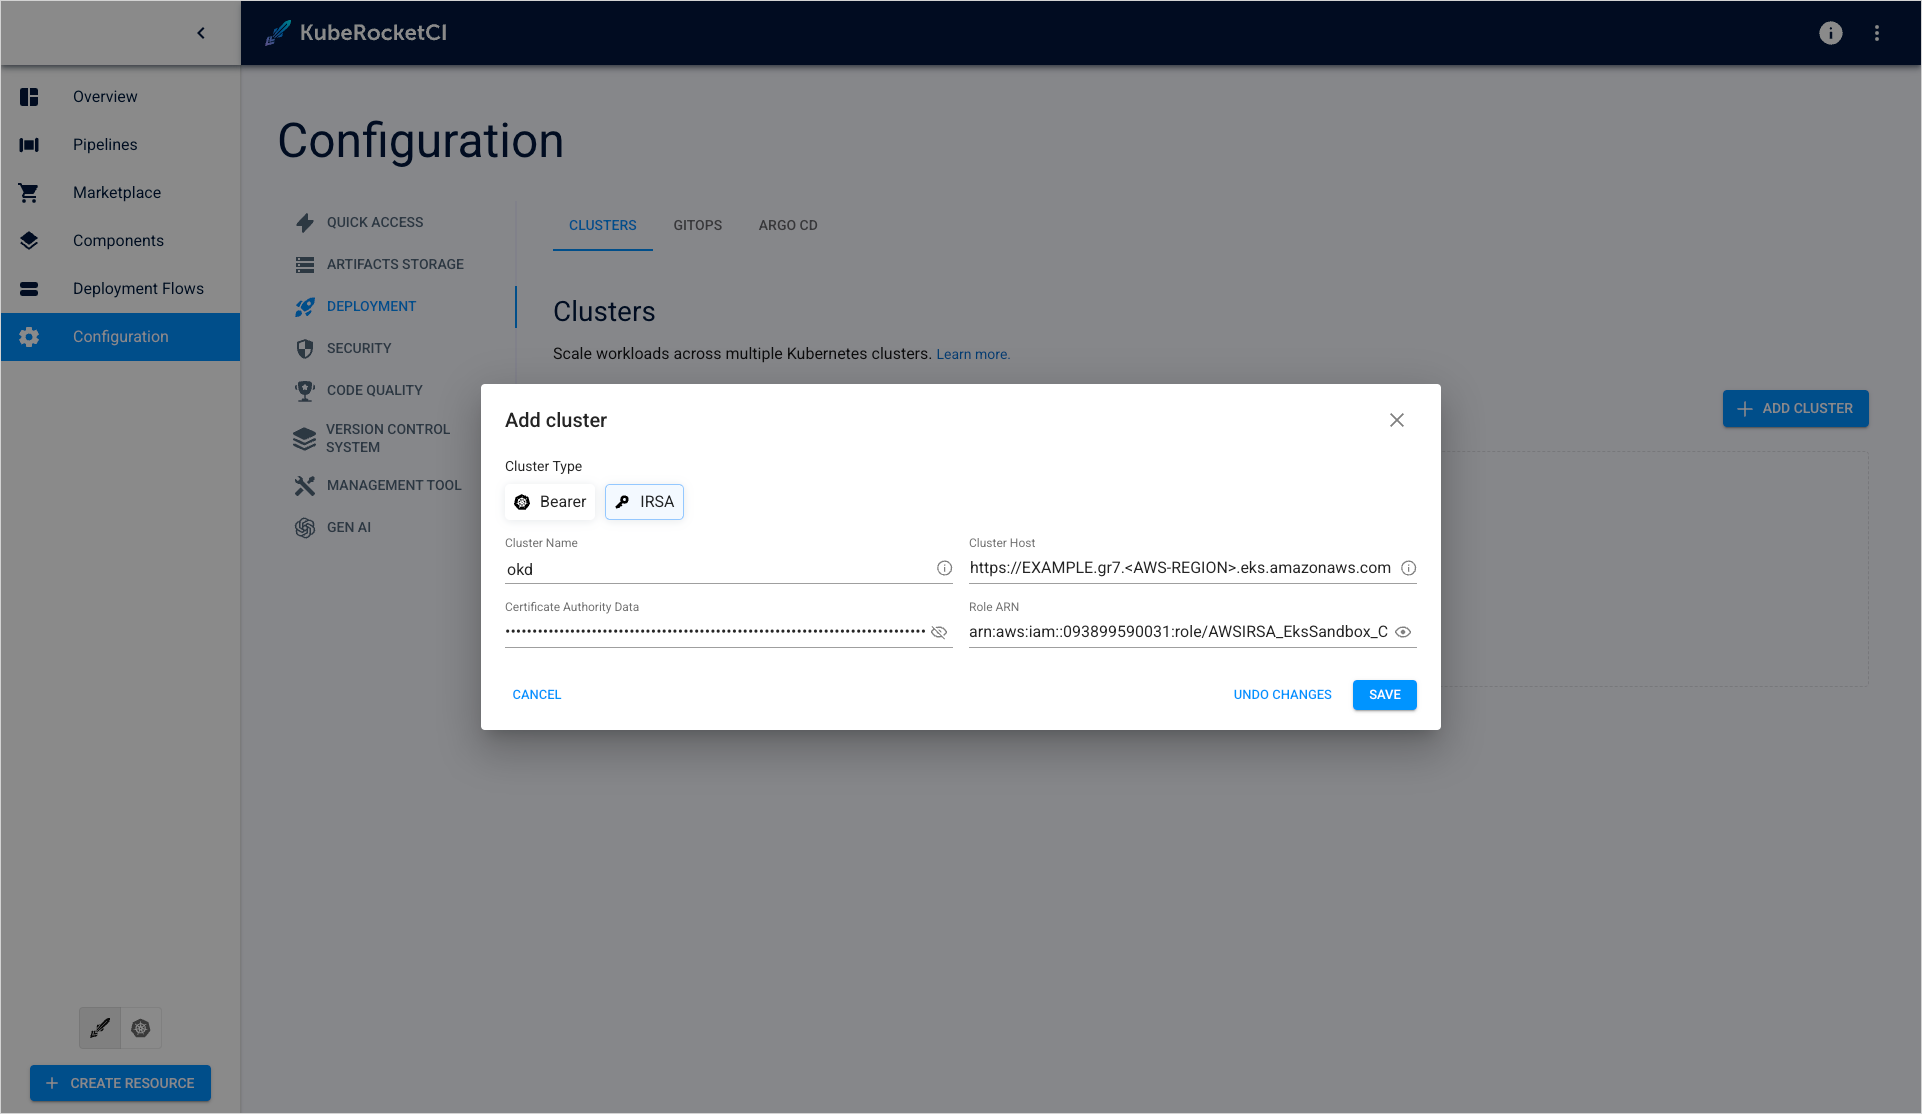 KubeRocketCI
Overview
Pipelines
Marketplace
Components
Deployment Flows
Configuration
CREATE RESOURCE
Configuration
QUICK ACCESS
ARTIFACTS STORAGE
DEPLOYMENT
SECURITY
CODE QUALITY
VERSION CONTROL
SYSTEM
MANAGEMENT TOOL
GEN AI
CLUSTERS GITOPS ARGO CD
Clusters
Scale workloads across multiple Kubernetes clusters. Learn more.
ADD CLUSTER
Add cluster
Cluster Type
Bearer IRSA
Cluster Name
okd
Cluster Host
https://EXAMPLE.gr7.<AWS-REGION>.eks.amazonaws.com
Certificate Authority Data
Role ARN
arn:aws:iam::093899590031:role/AWSIRSA_EksSandbox_C
CANCEL UNDO CHANGES SAVE